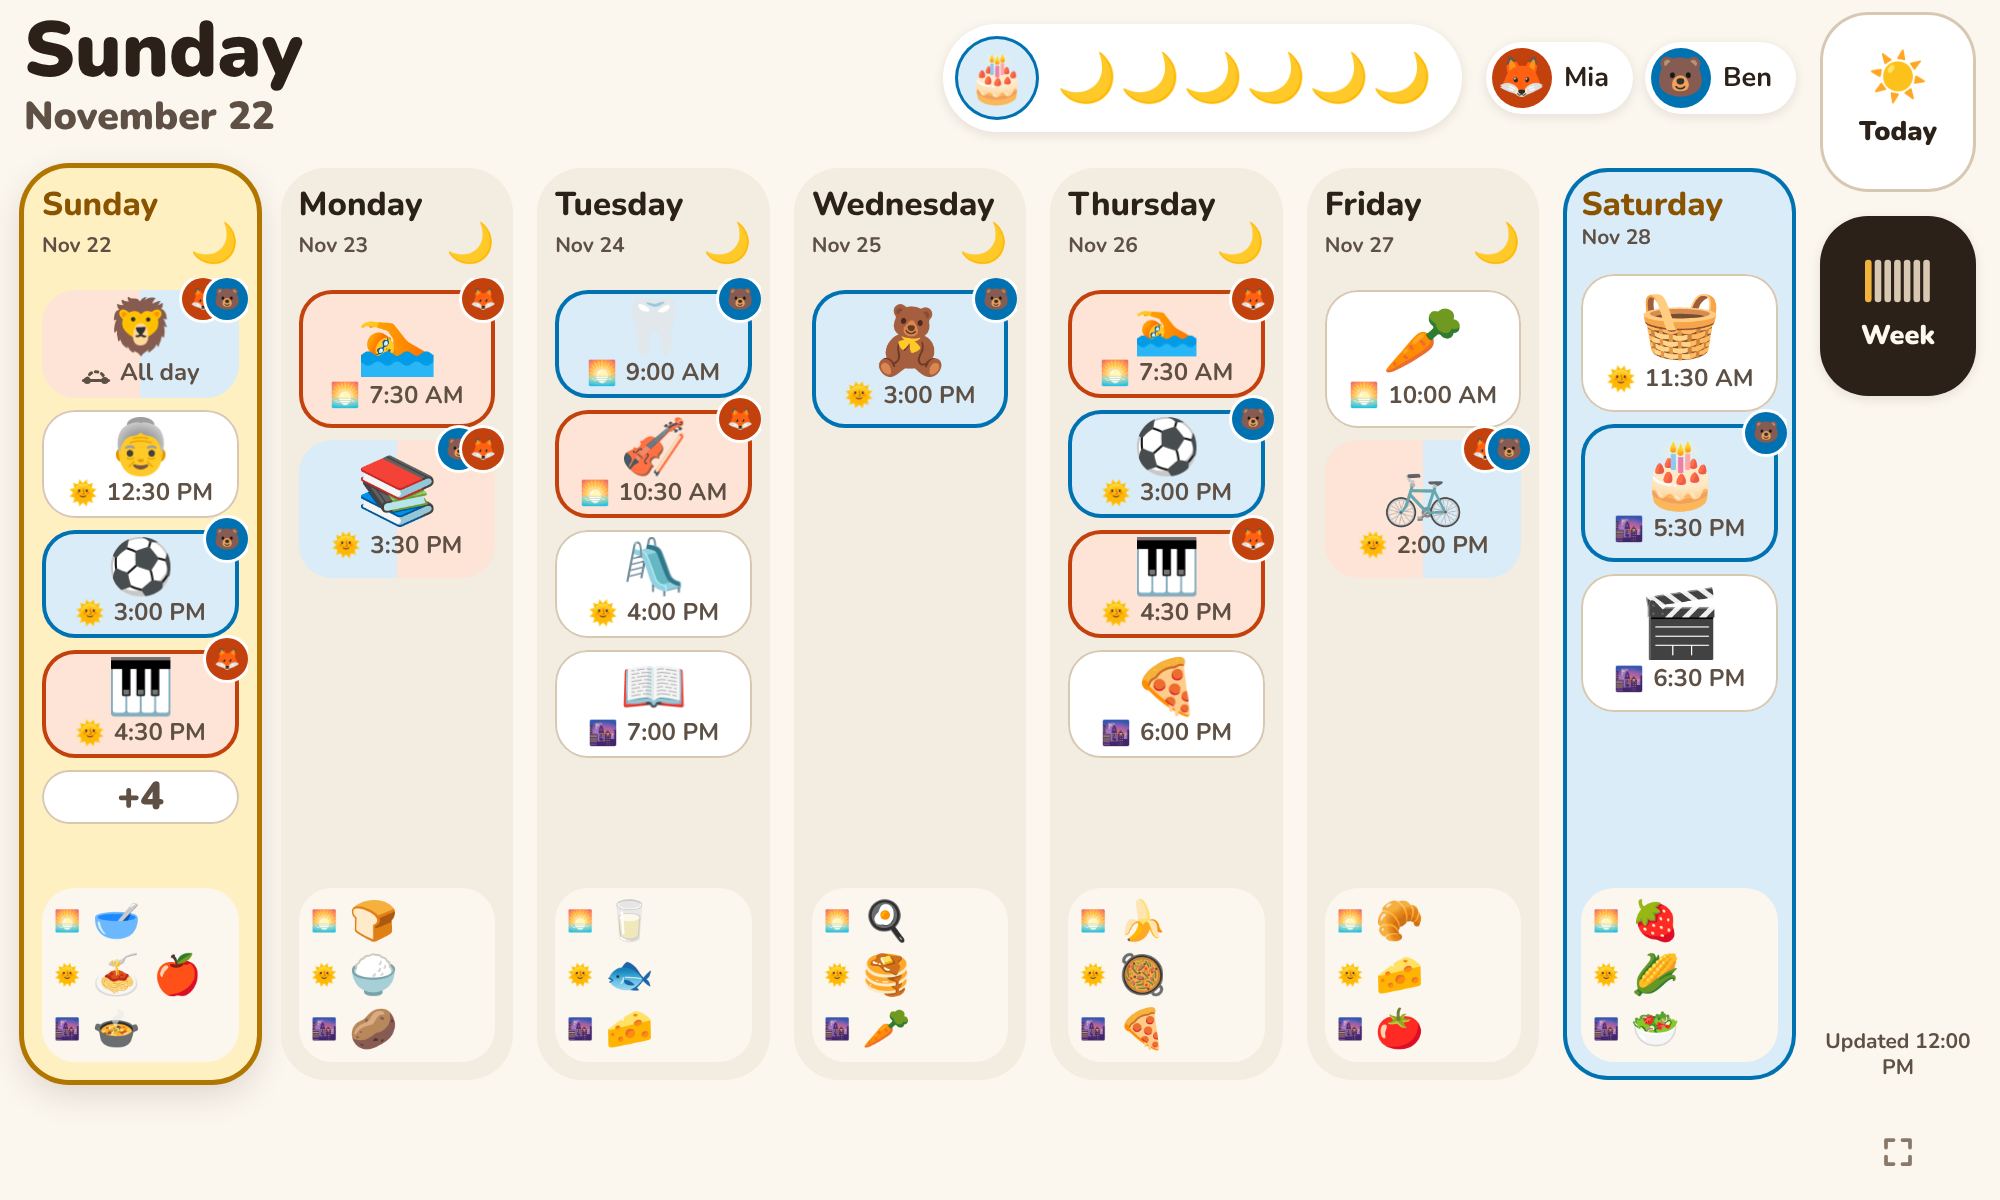 Sunday
November 22
Mia
Ben
Today
Week
Sunday
Nov 22
All day
12:30 PM
3:00 PM
4:30 PM
+4
Monday
Nov 23
7:30 AM
3:30 PM
Tuesday
Nov 24
9:00 AM
10:30 AM
4:00 PM
7:00 PM
Wednesday
Nov 25
3:00 PM
Thursday
Nov 26
7:30 AM
3:00 PM
4:30 PM
6:00 PM
Friday
Nov 27
10:00 AM
2:00 PM
Saturday
Nov 28
11:30 AM
5:30 PM
6:30 PM
Updated 12:00
PM